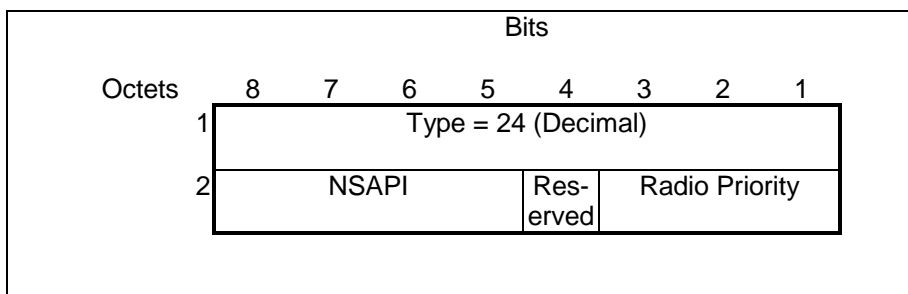 Bits
Octets 8 7 6 5 4 3 2 1
1 Type = 24 (Decimal)
2 NSAPI Res- Radio Priority
erved